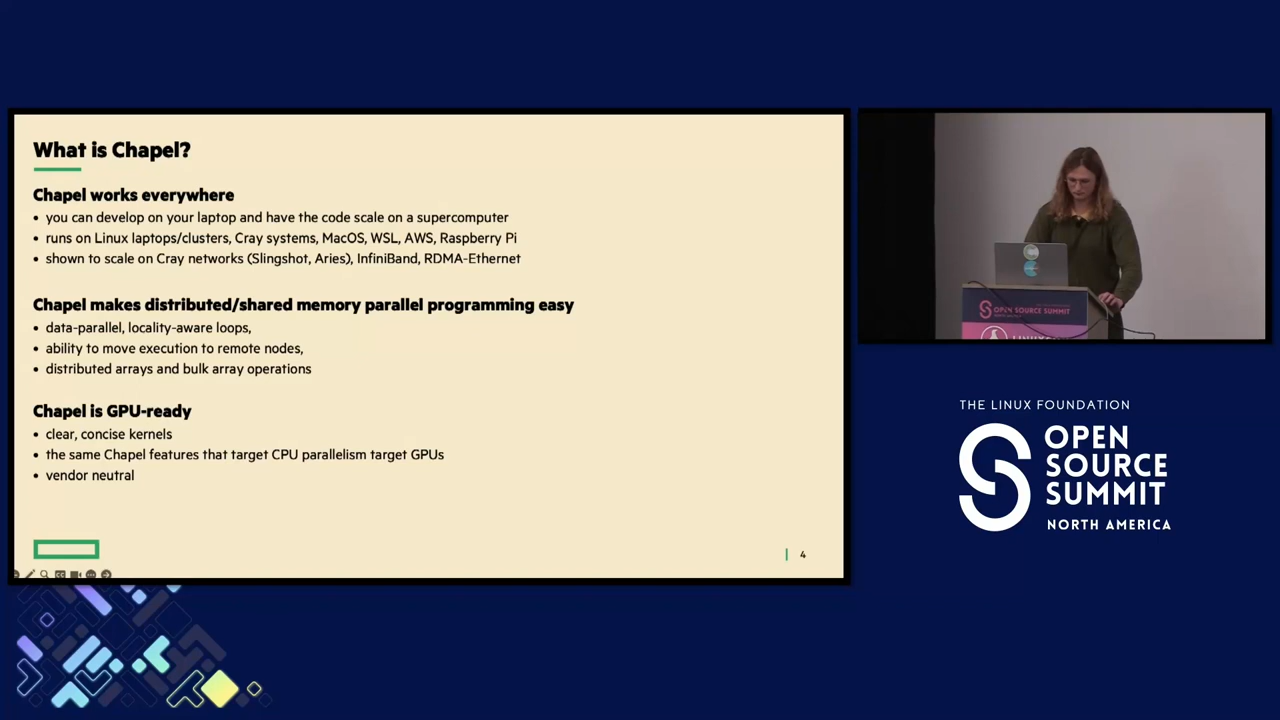 What is Chapel?
Chapel works everywhere
• you can develop on your laptop and have the code scale on a supercomputer
• runs on Linux laptops/clusters, Cray systems, MacOS, WSL, AWS, Raspberry Pi
• shown to scale on Cray networks (Slingshot, Aries), InfiniBand, RDMA-Ethernet
Chapel makes distributed/shared memory parallel programming easy
• data-parallel, locality-aware loops,
• ability to move execution to remote nodes,
• distributed arrays and bulk array operations
Chapel is GPU-ready
• clear, concise kernels
• the same Chapel features that target CPU parallelism target GPUs
• vendor neutral
4
OPEN SOURCE SUMMIT
THE LINUX FOUNDATION
OPEN
SOURCE
SUMMIT
NORTH AMERICA